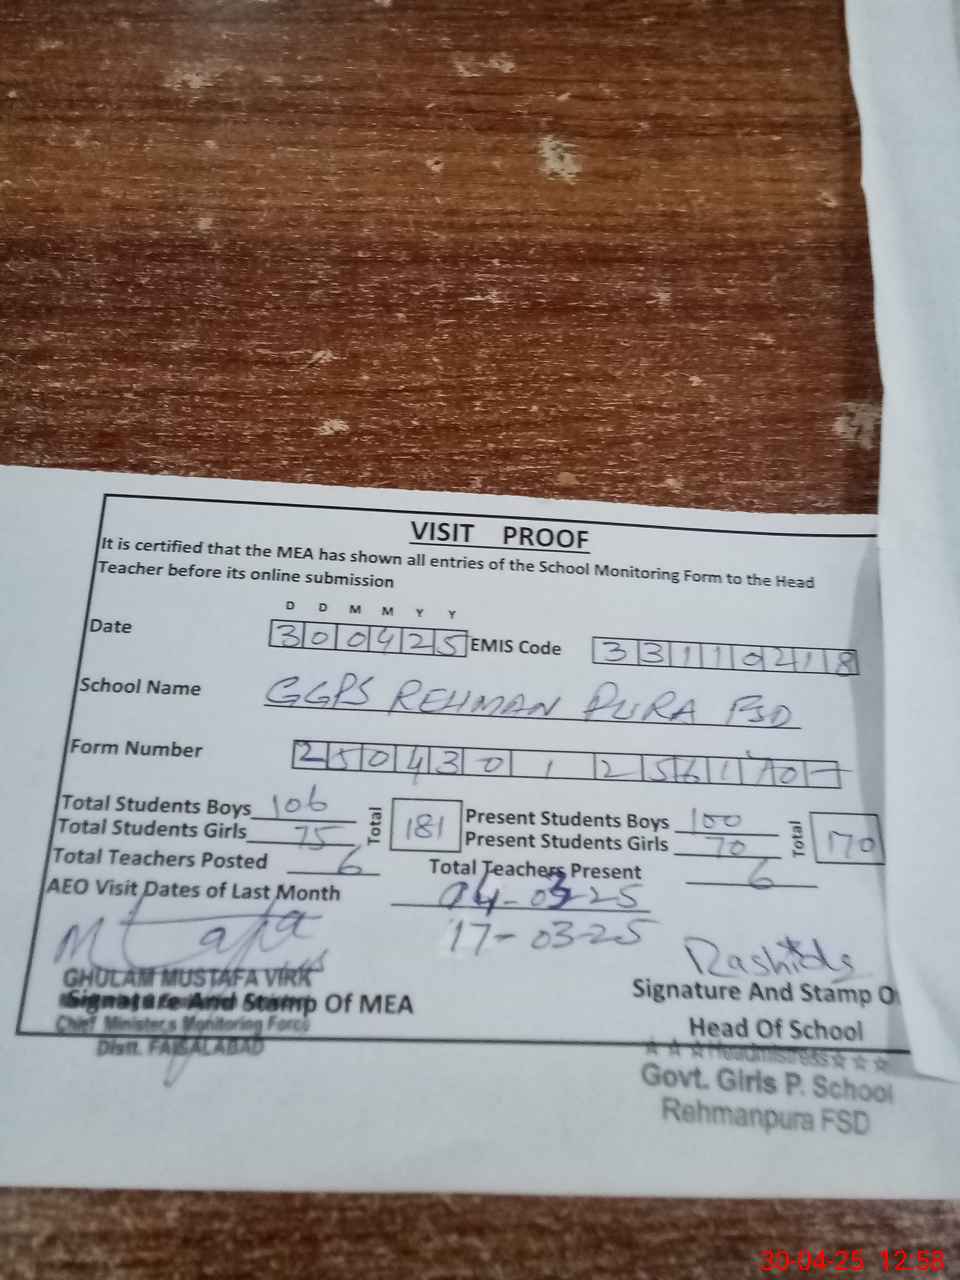 VISIT PROOF
It is certified that the MEA has shown all entries of the School Monitoring Form to the Head
Teacher before its online submission
D D M M Y Y
Date 300425 EMIS Code 33110218
School Name GGPS REHMAN PURA FSD
Form Number 25043012561
Total Students Boys 106 Total 181 Present Students Boys 100 Total 170
Total Students Girls 75 Present Students Girls 70
Total Teachers Posted 6 Total Teachers Present 6
AEO Visit Dates of Last Month 04-03-25
17-03-25
GHULAM MUSTAFA VIRK
Signature And Stamp Of MEA
Chief Minister,s Monitoring Force
Distt. FAISALABAD
Signature And Stamp O
Head Of School
Headmistress
Govt. Girls P. School
Rehmanpura FSD
30-04-25 12:58